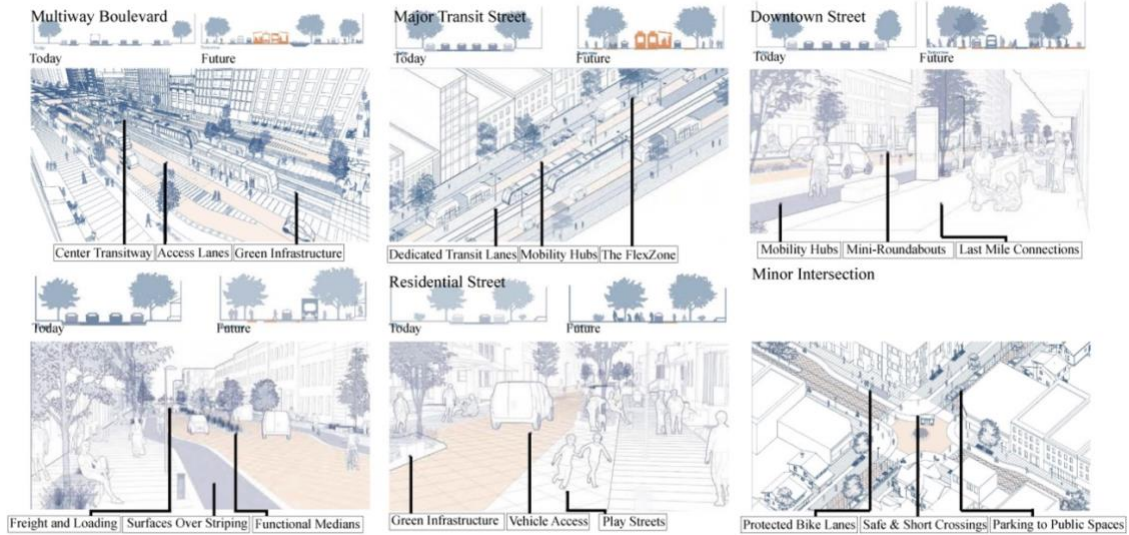 Multiway Boulevard
Today
Future
Center Transitway
Access Lanes
Green Infrastructure
Major Transit Street
Today
Future
Dedicated Transit Lanes
Mobility Hubs
The FlexZone
Downtown Street
Today
Future
Mobility Hubs
Mini-Roundabouts
Last Mile Connections
Today
Future
Freight and Loading
Surfaces Over Striping
Functional Medians
Residential Street
Today
Future
Green Infrastructure
Vehicle Access
Play Streets
Minor Intersection
Protected Bike Lanes
Safe & Short Crossings
Parking to Public Spaces